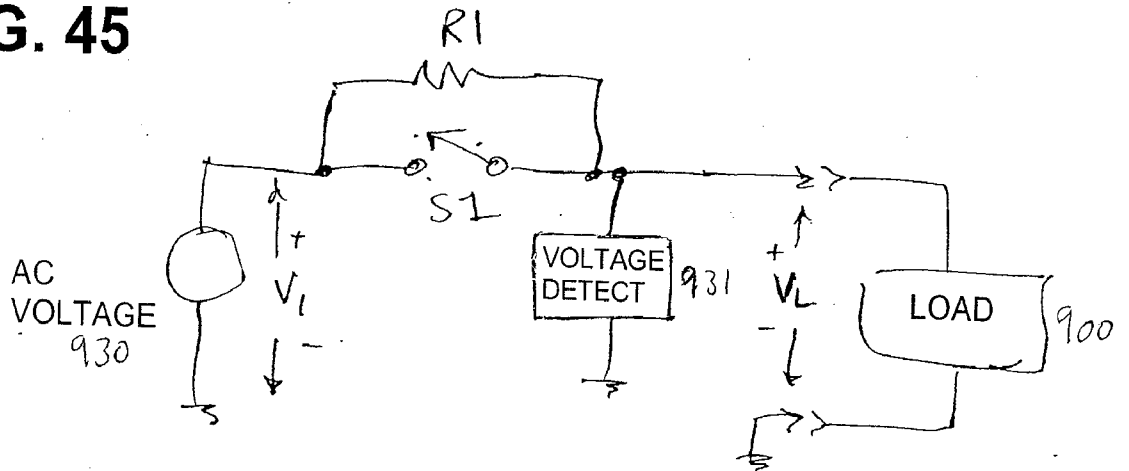 G. 45
R1
S1
AC
VOLTAGE
930
+
V1
-
VOLTAGE
DETECT
931
+
VL
-
LOAD
900